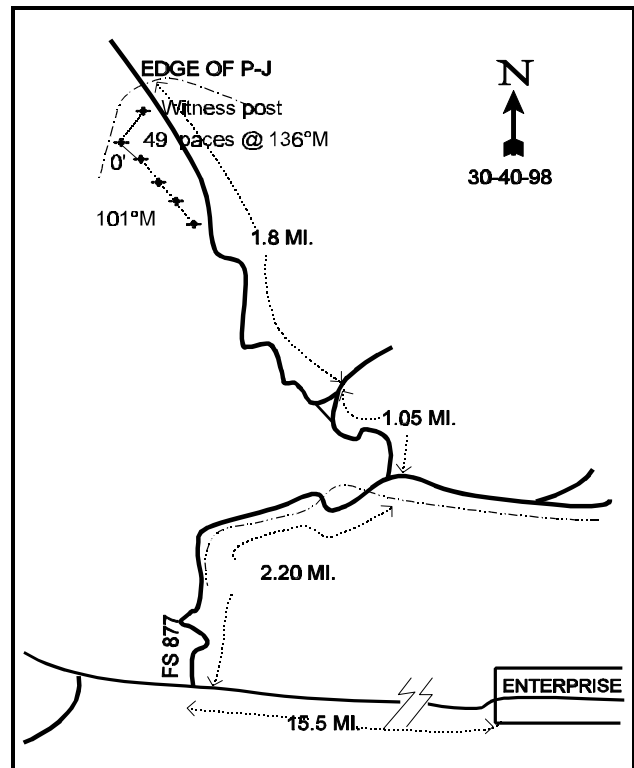 EDGE OF P-J
N
Witness post
49 paces @ 136°M
0'
30-40-98
101°M
1.8 MI.
1.05 MI.
2.20 MI.
FS 877
ENTERPRISE
15.5 MI.